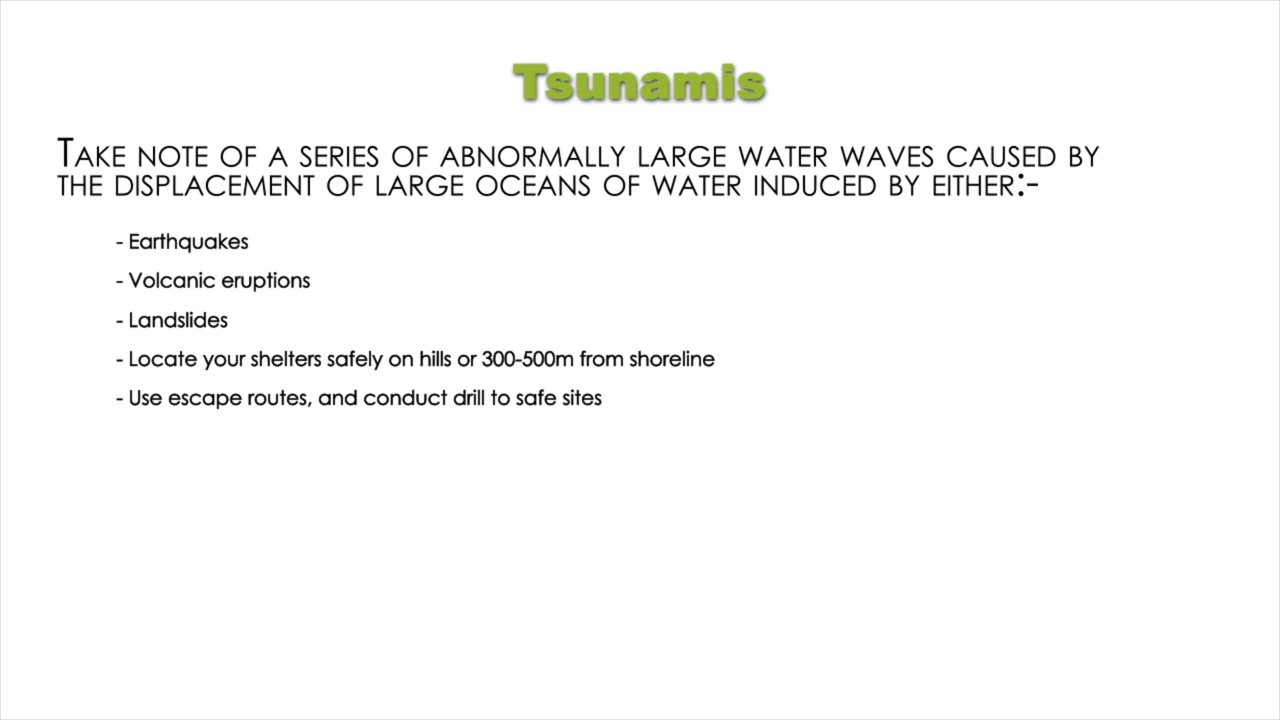 Tsunamis
Take note of a series of abnormally large water waves caused by
the displacement of large oceans of water induced by either:-
- Earthquakes
- Volcanic eruptions
- Landslides
- Locate your shelters safely on hills or 300-500m from shoreline
- Use escape routes, and conduct drill to safe sites